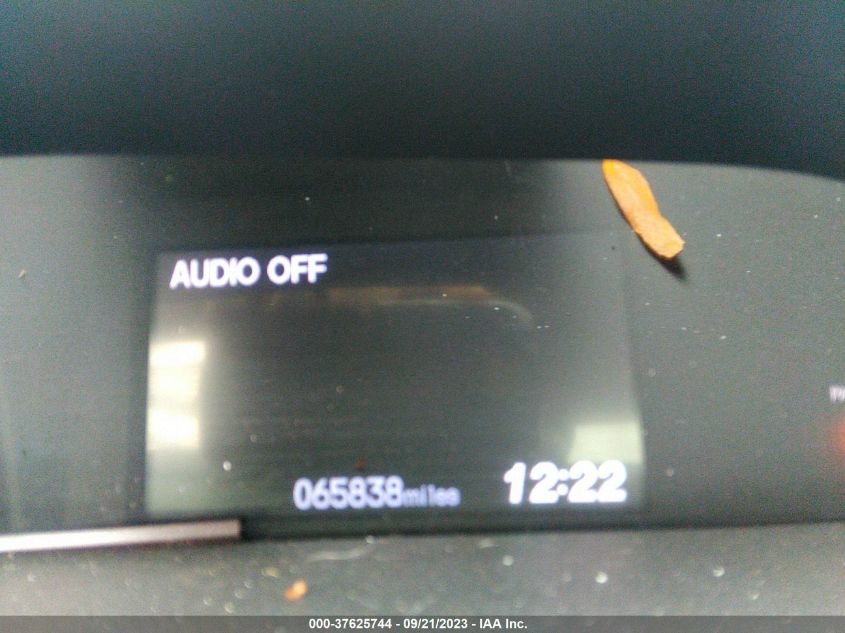 AUDIO OFF
065838miles 12:22
000-37625744 - 09/21/2023 - IAA Inc.